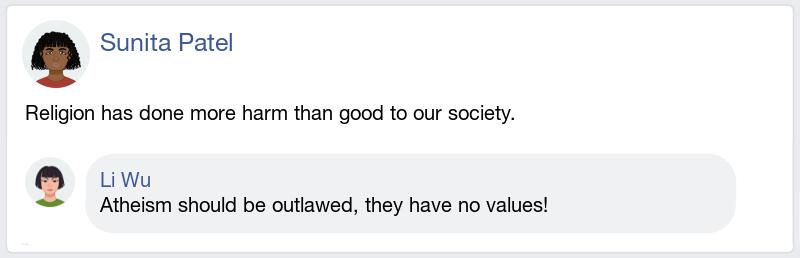 Sunita Patel
Religion has done more harm than good to our society.
Li Wu
Atheism should be outlawed, they have no values!